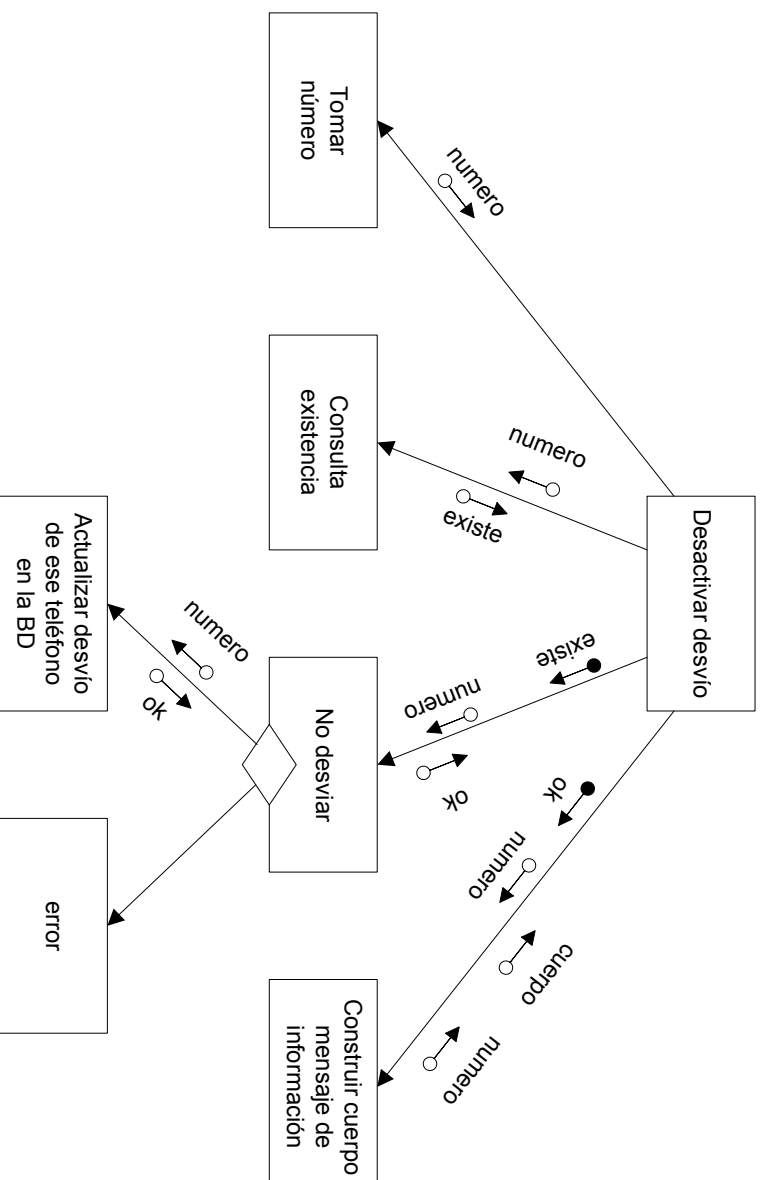 Desactivar desvío
numero
numero
existe
existe
numero
ok
ok
numero
cuerpo
numero
Tomar
número
Consulta
existencia
No desviar
Construir cuerpo
mensaje de
información
numero
ok
Actualizar desvío
de ese teléfono
en la BD
error